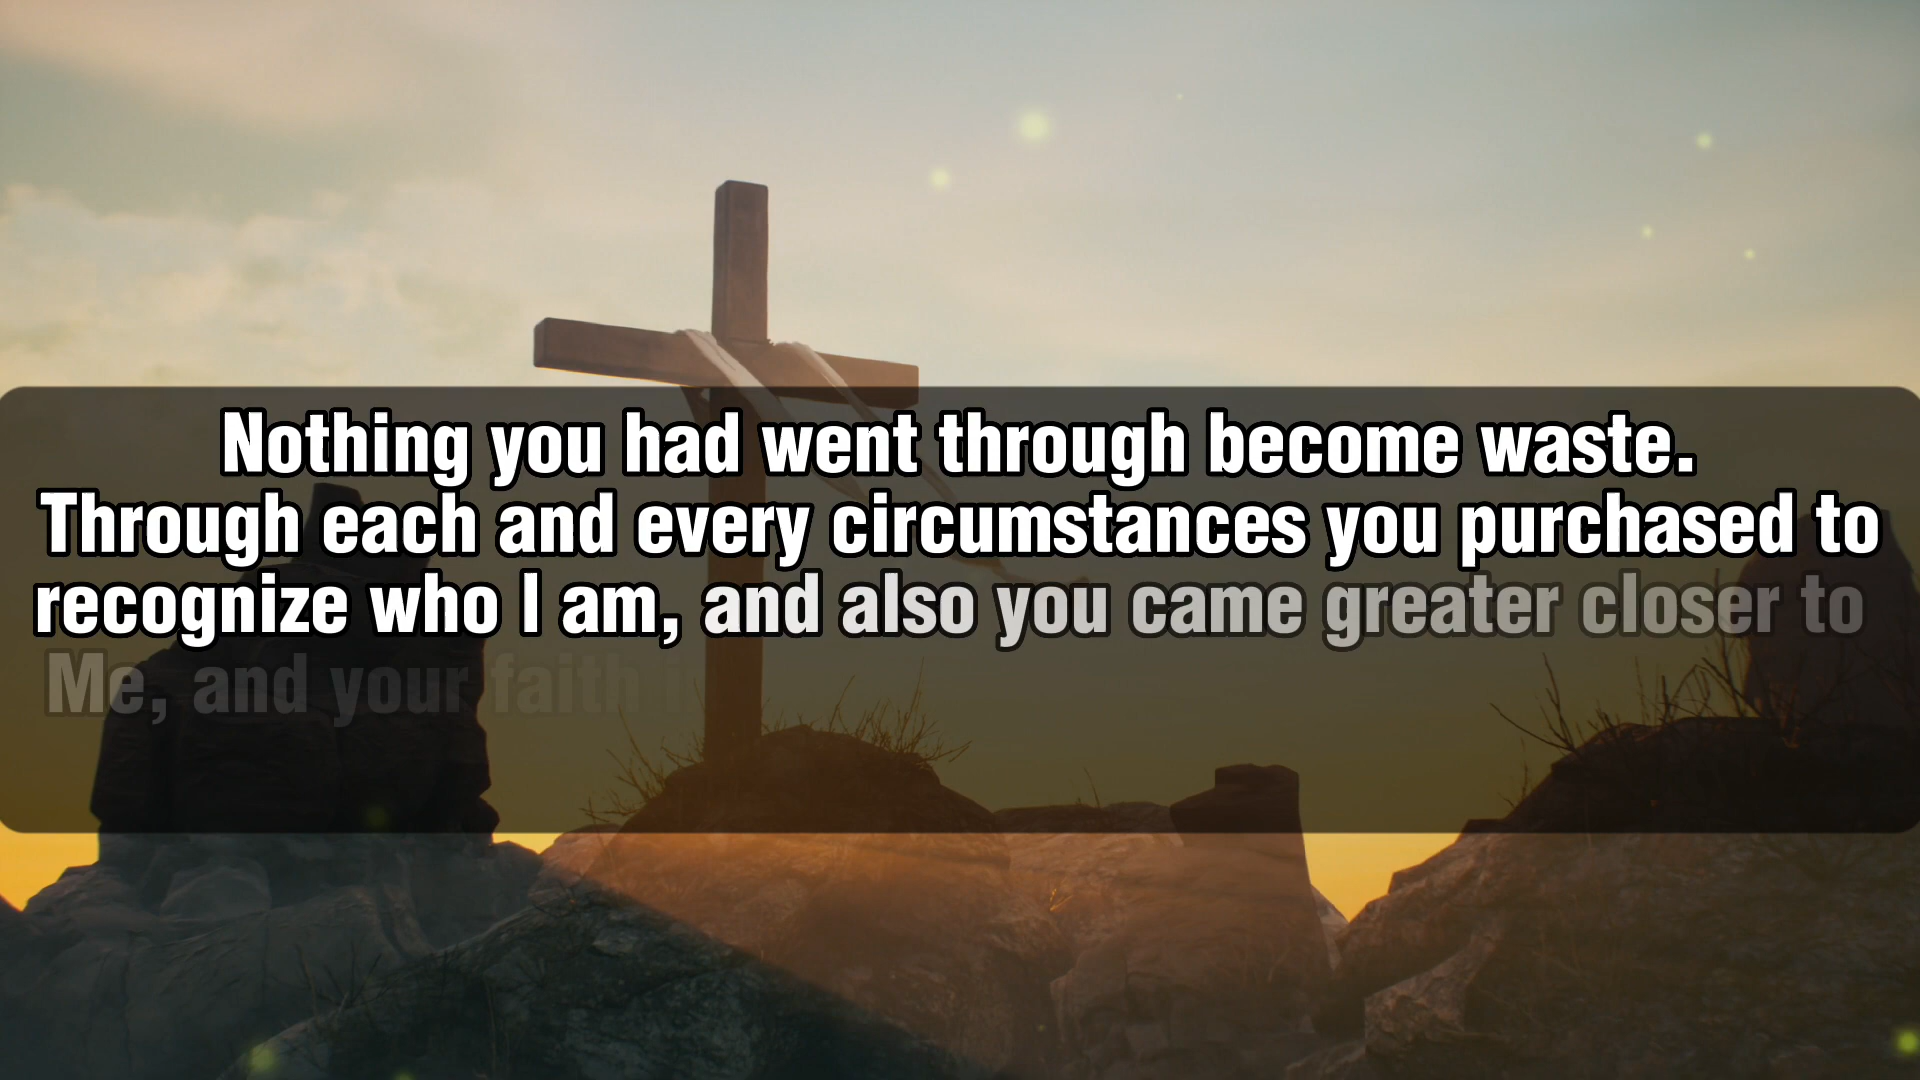 Nothing you had went through become waste.
Through each and every circumstances you purchased to
recognize who I am, and also you came greater closer to
Me, and your faith